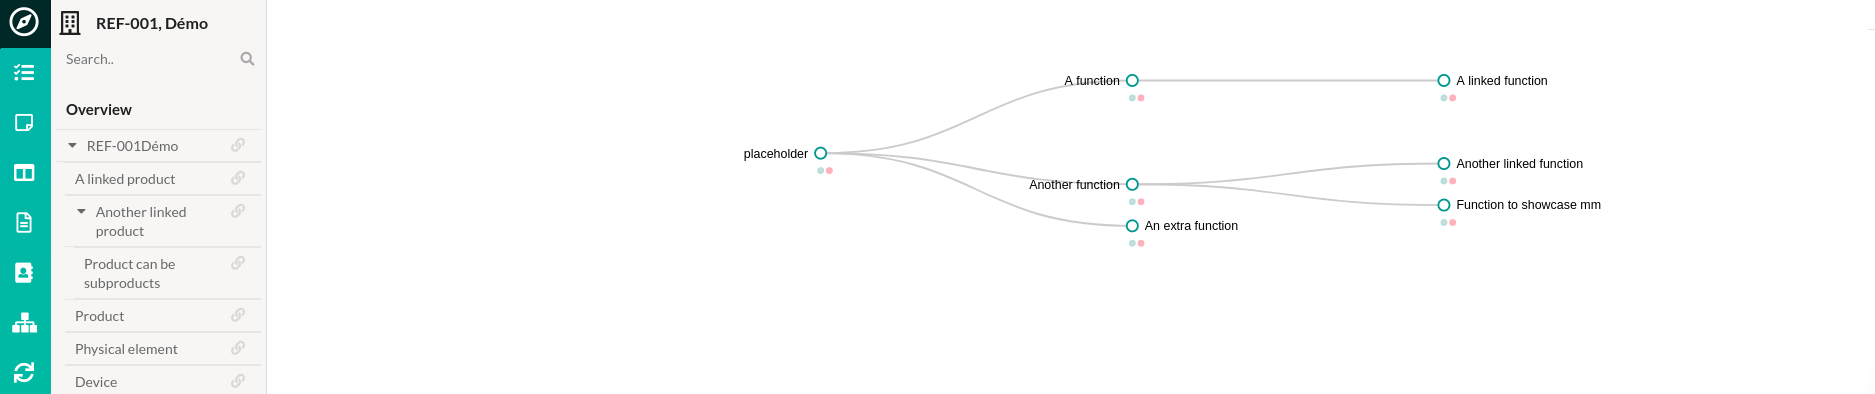 REF-001, Démo
Search..
Overview
REF-001Démo
A linked product
Another linked
product
Product can be
subproducts
Product
Physical element
Device
placeholder
A function
Another function
An extra function
A linked function
Another linked function
Function to showcase mm